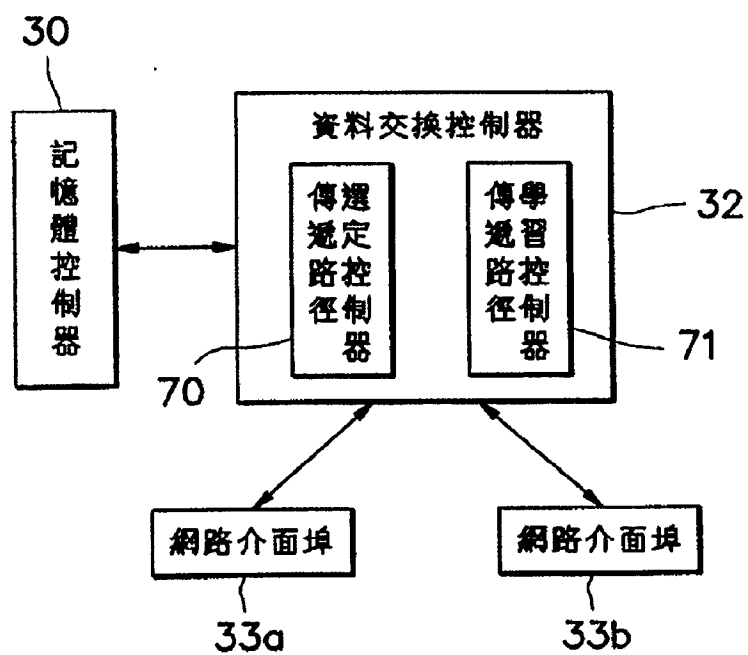 30
記憶體控制器
資料交換控制器
32
傳遞路徑
選定控制器
70
傳遞路徑
學習控制器
71
網路介面埠
33a
網路介面埠
33b